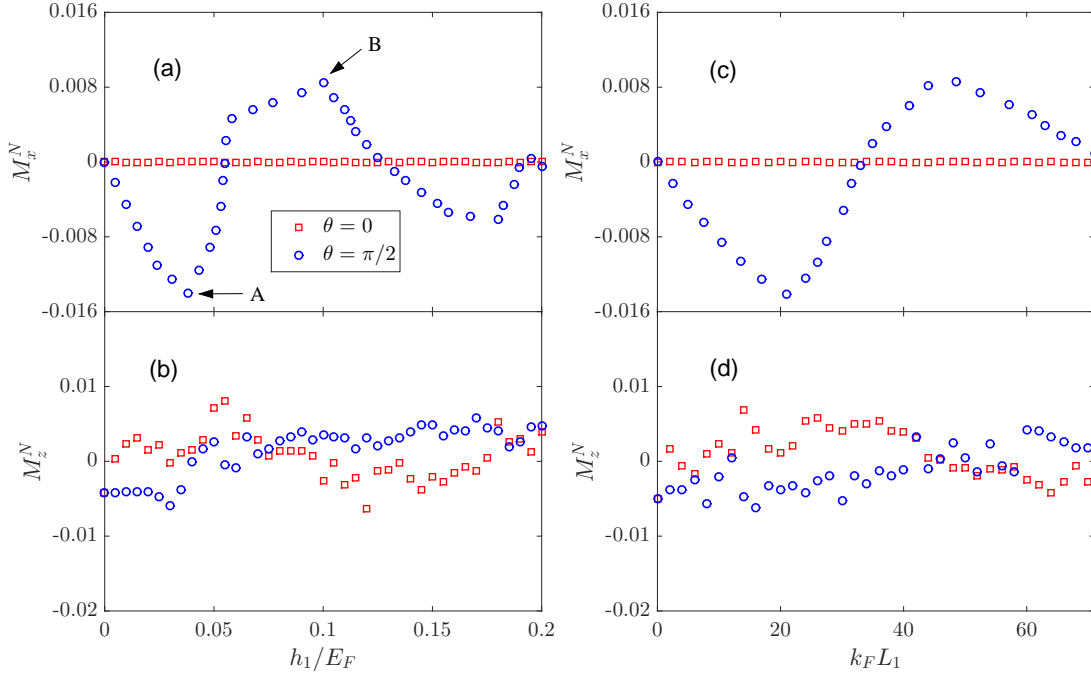 0.016
0.008
0
-0.008
-0.016
M_x^N
(a)
A
B
θ = 0
θ = π/2
0.016
0.008
0
-0.008
-0.016
M_x^N
(c)
0.01
0
-0.01
-0.02
M_z^N
(b)
0
0.05
0.1
0.15
0.2
h_1/E_F
0.01
0
-0.01
-0.02
M_z^N
(d)
0
20
40
60
k_F L_1